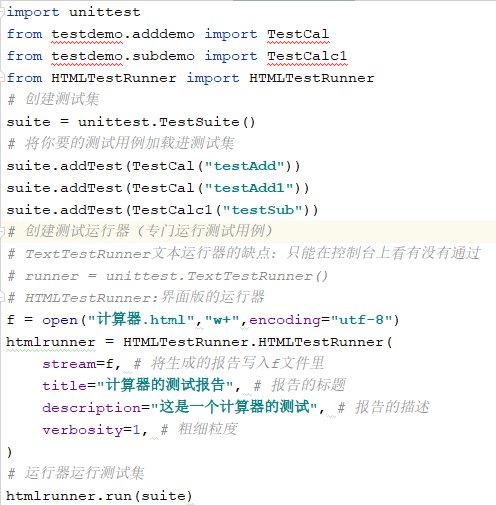 import unittest
from testdemo.adddemo import TestCal
from testdemo.subdemo import TestCalc1
from HTMLTestRunner import HTMLTestRunner
# 创建测试集
suite = unittest.TestSuite()
# 将你要的测试用例加载进测试集
suite.addTest(TestCal("testAdd"))
suite.addTest(TestCal("testAdd1"))
suite.addTest(TestCalc1("testSub"))
# 创建测试运行器（专门运行测试用例）
# TextTestRunner文本运行器的缺点：只能在控制台上看有没有通过
# runner = unittest.TextTestRunner()
# HTMLTestRunner:界面版的运行器
f = open("计算器.html","w+",encoding="utf-8")
htmlrunner = HTMLTestRunner.HTMLTestRunner(
    stream=f, # 将生成的报告写入f文件里
    title="计算器的测试报告", # 报告的标题
    description="这是一个计算器的测试", # 报告的描述
    verbosity=1, # 粗细粒度
)
# 运行器运行测试集
htmlrunner.run(suite)